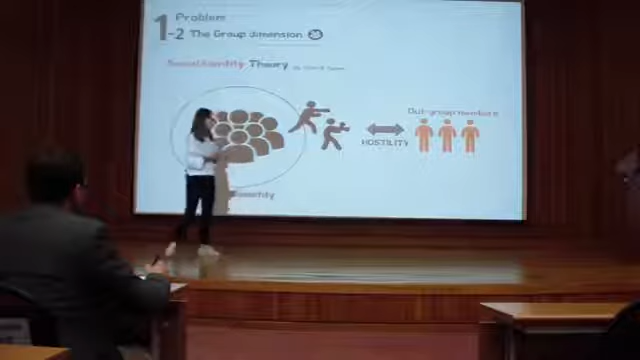 1 Problem
-2 The Group dimension
Social Identity Theory
Out-group members
HOSTILITY